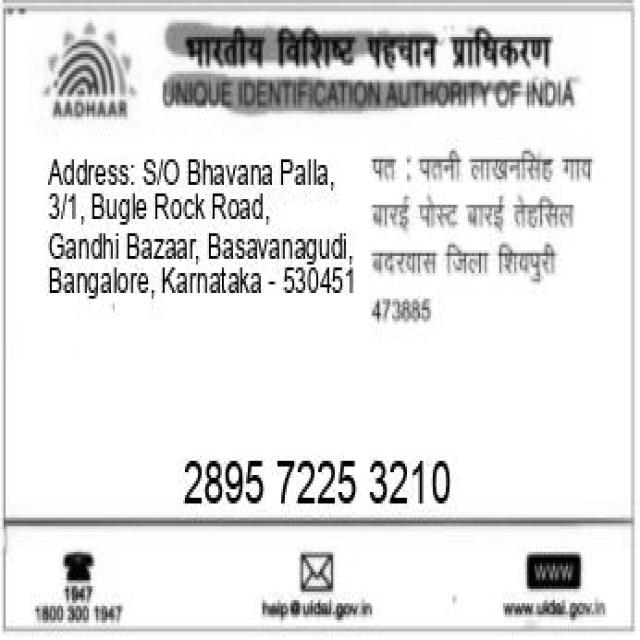 भारतीय विशिष्ट पहचान प्राधिकरण
AADHAAR
UNIQUE IDENTIFICATION AUTHORITY OF INDIA
Address: S/O Bhavana Palla,
3/1, Bugle Rock Road,
Gandhi Bazaar, Basavanagudi,
Bangalore, Karnataka - 530451
पत : पतनी लाखनसिंह गाय
बारई पोस्ट बारई तेहसिल
बदरवास जिला शिवपुरी
473885
2895 7225 3210
1947
1800 300 1947
help@uidai.gov.in
WWW
www.uidai.gov.in